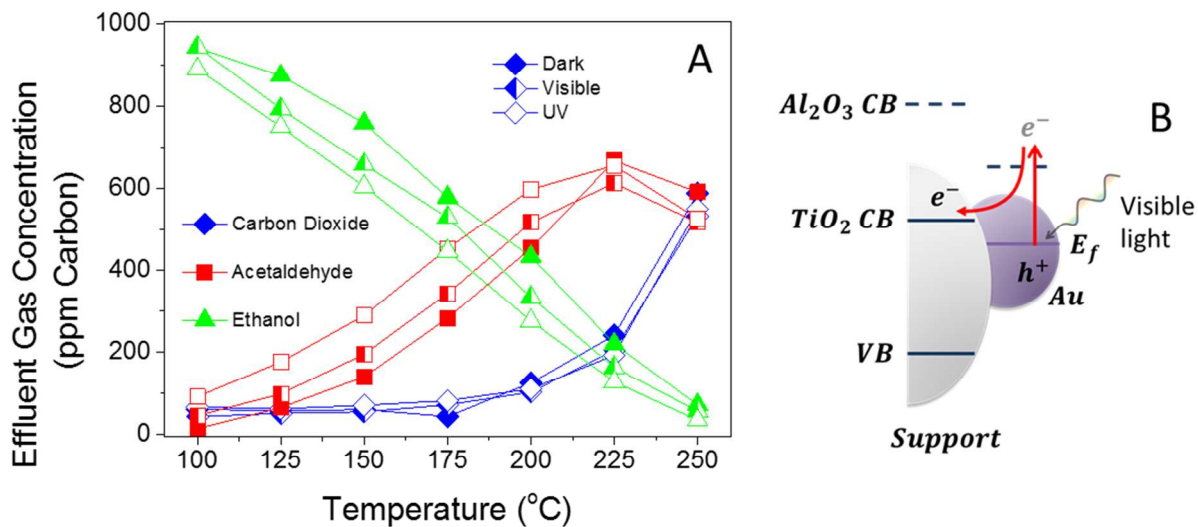 Effluent Gas Concentration
(ppm Carbon)
1000
800
600
400
200
0
A
Dark
Visible
UV
Carbon Dioxide
Acetaldehyde
Ethanol
100 125 150 175 200 225 250
Temperature (°C)
B
Al₂O₃ CB
e⁻
e⁻
TiO₂ CB
Visible
light
E_f
h⁺
Au
VB
Support